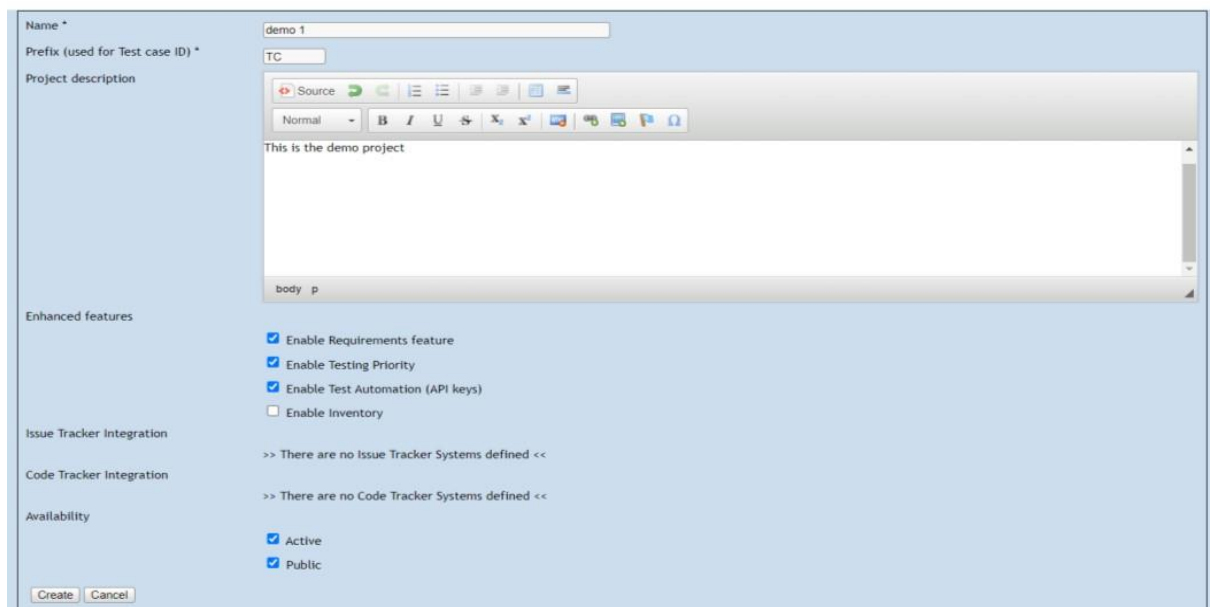 Name *
demo 1
Prefix (used for Test case ID) *
TC
Project description
Source
Normal B I U S X₂ x² Ω
This is the demo project
body p
Enhanced features
Enable Requirements feature
Enable Testing Priority
Enable Test Automation (API keys)
Enable Inventory
Issue Tracker Integration
>> There are no Issue Tracker Systems defined <<
Code Tracker Integration
>> There are no Code Tracker Systems defined <<
Availability
Active
Public
Create Cancel